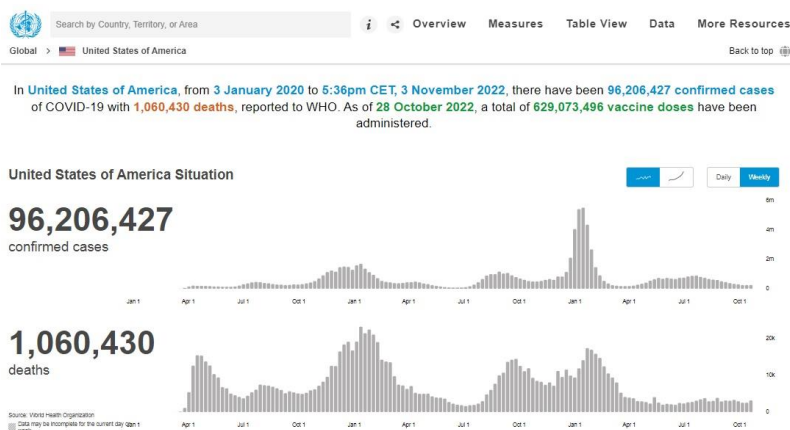 Search by Country, Territory, or Area
i Overview Measures Table View Data More Resources
Global > United States of America Back to top
In United States of America, from 3 January 2020 to 5:36pm CET, 3 November 2022, there have been 96,206,427 confirmed cases
of COVID-19 with 1,060,430 deaths, reported to WHO. As of 28 October 2022, a total of 629,073,496 vaccine doses have been
administered.
United States of America Situation
Daily Weekly
96,206,427
confirmed cases
6m
4m
2m
0
Jan 1 Apr 1 Jul 1 Oct 1 Jan 1 Apr 1 Jul 1 Oct 1 Jan 1 Apr 1 Jul 1 Oct 1
1,060,430
deaths
20k
10k
0
Source: World Health Organization
Data may be incomplete for the current day or
Jan 1 Apr 1 Jul 1 Oct 1 Jan 1 Apr 1 Jul 1 Oct 1 Jan 1 Apr 1 Jul 1 Oct 1